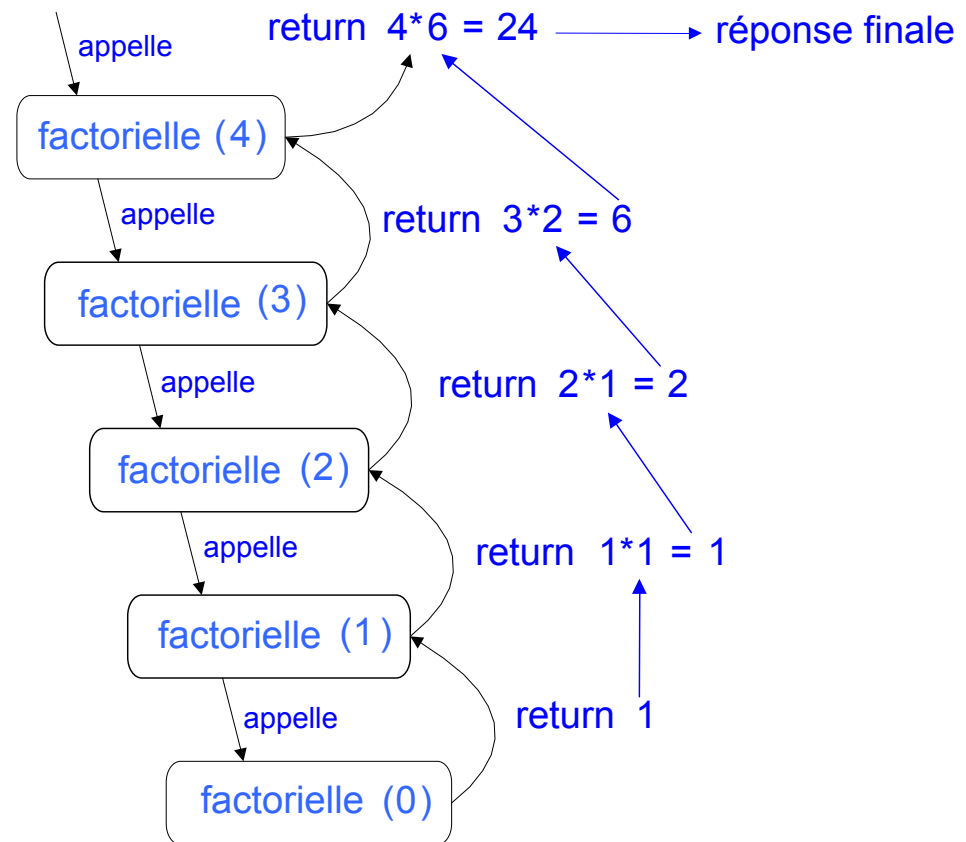 appelle
return 4*6 = 24
réponse finale
factorielle (4)
appelle
return 3*2 = 6
factorielle (3)
appelle
return 2*1 = 2
factorielle (2)
appelle
return 1*1 = 1
factorielle (1)
appelle
return 1
factorielle (0)